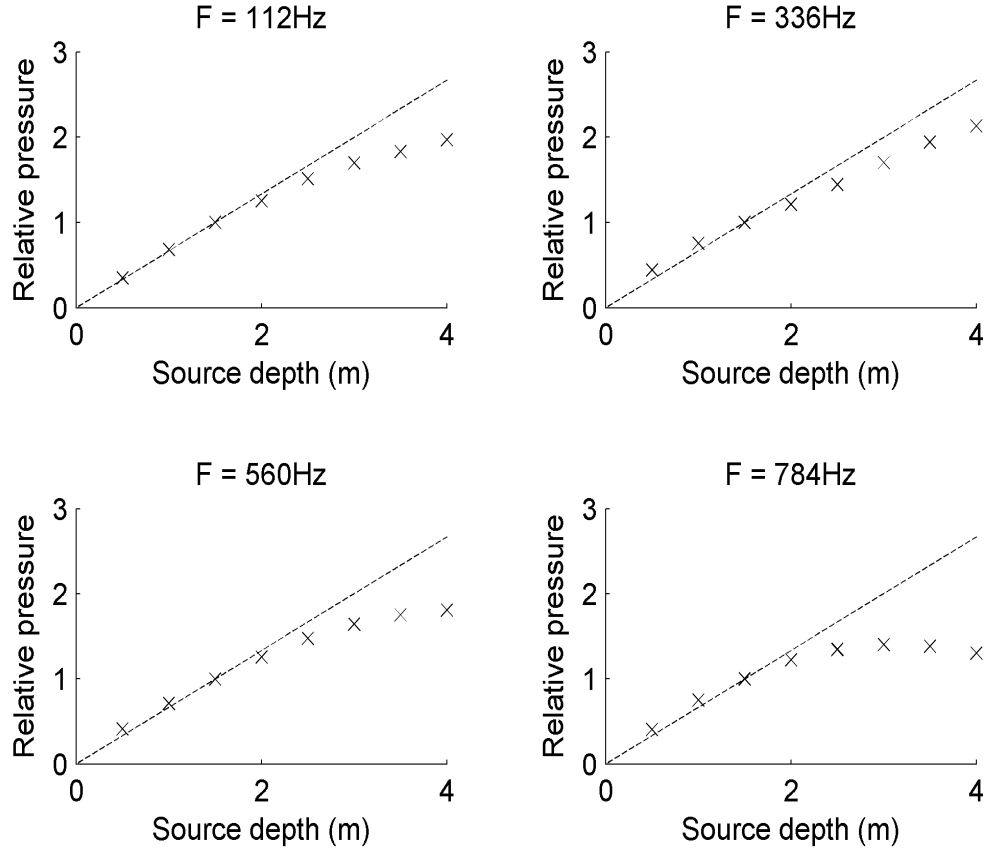 F = 112Hz
3
2
1
0
Relative pressure
0 2 4
Source depth (m)
F = 336Hz
3
2
1
0
Relative pressure
0 2 4
Source depth (m)
F = 560Hz
3
2
1
0
Relative pressure
0 2 4
Source depth (m)
F = 784Hz
3
2
1
0
Relative pressure
0 2 4
Source depth (m)